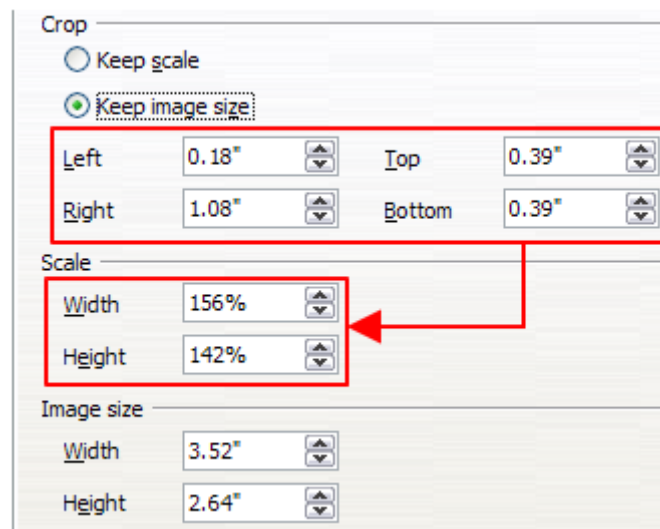 Crop
Keep scale
Keep image size
Left 0.18" Top 0.39"
Right 1.08" Bottom 0.39"
Scale
Width 156%
Height 142%
Image size
Width 3.52"
Height 2.64"